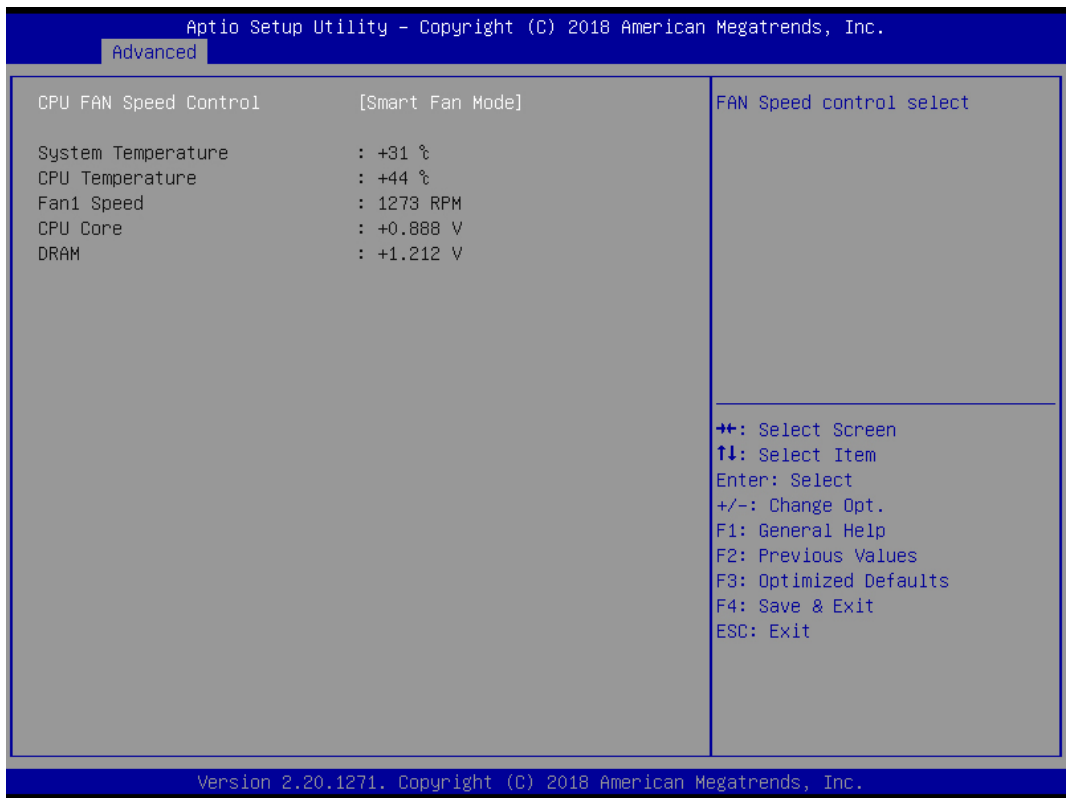 Aptio Setup Utility – Copyright (C) 2018 American Megatrends, Inc.
Advanced
CPU FAN Speed Control [Smart Fan Mode]
System Temperature : +31 ℃
CPU Temperature : +44 ℃
Fan1 Speed : 1273 RPM
CPU Core : +0.888 V
DRAM : +1.212 V
FAN Speed control select
→←: Select Screen
↑↓: Select Item
Enter: Select
+/-: Change Opt.
F1: General Help
F2: Previous Values
F3: Optimized Defaults
F4: Save & Exit
ESC: Exit
Version 2.20.1271. Copyright (C) 2018 American Megatrends, Inc.